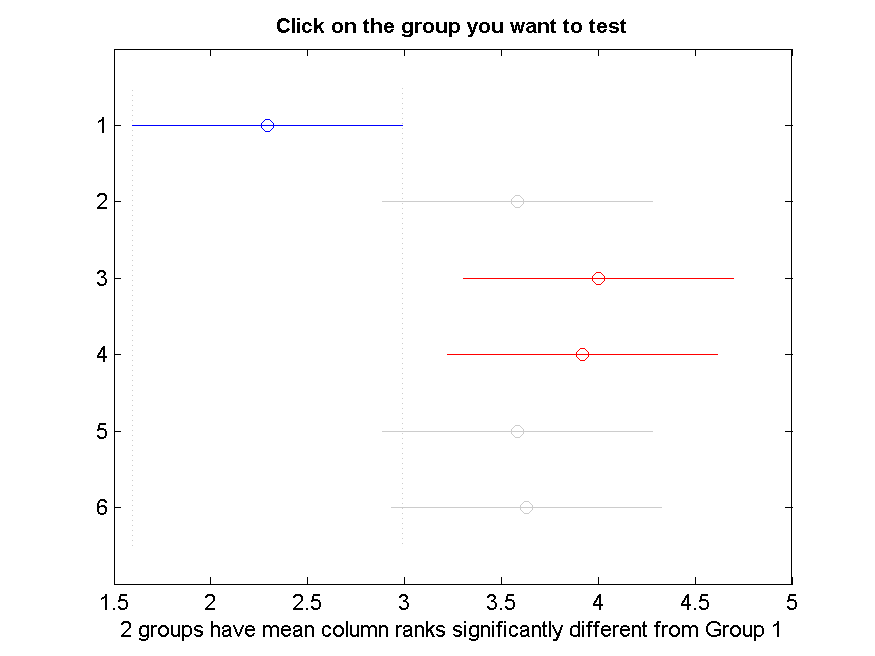 Click on the group you want to test
1
2
3
4
5
6
1.5 2 2.5 3 3.5 4 4.5 5
2 groups have mean column ranks significantly different from Group 1